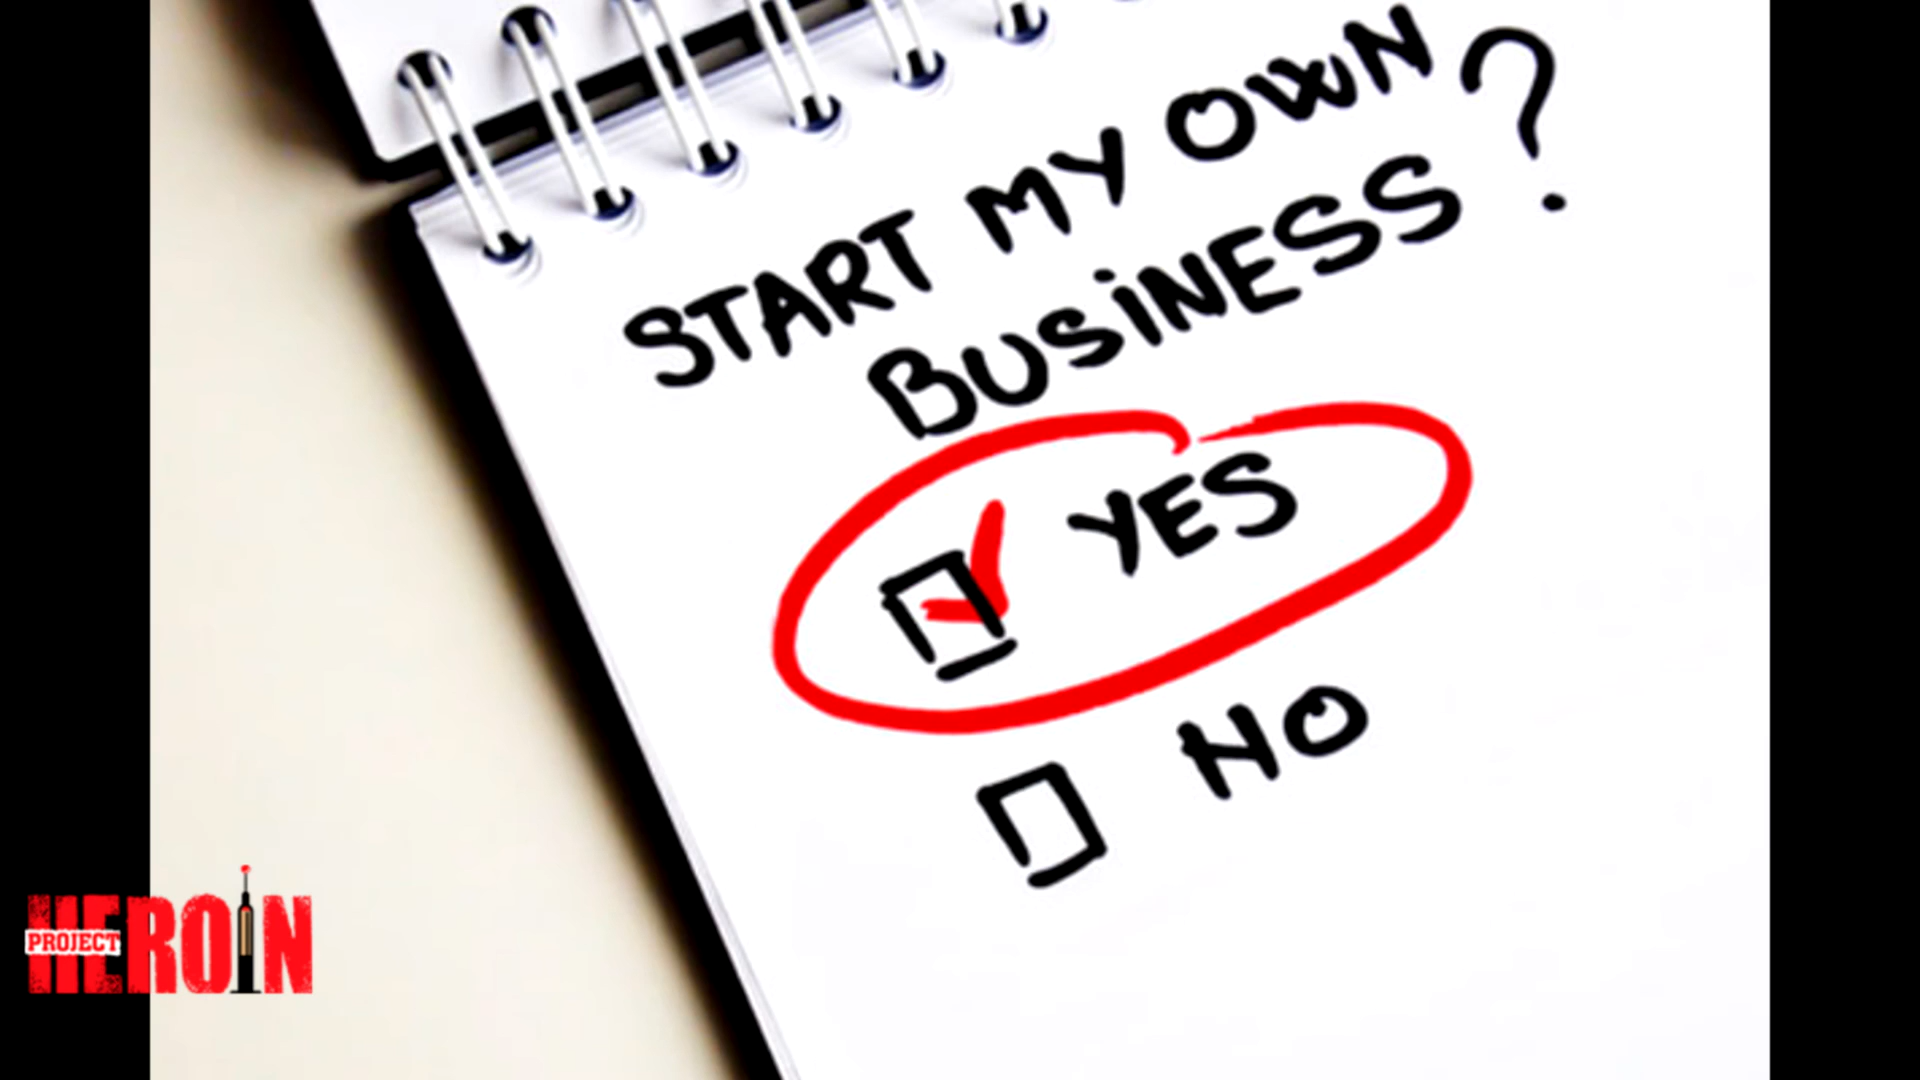 START MY OWN
BUSINESS?
YES
NO
PROJECT
HEROIN